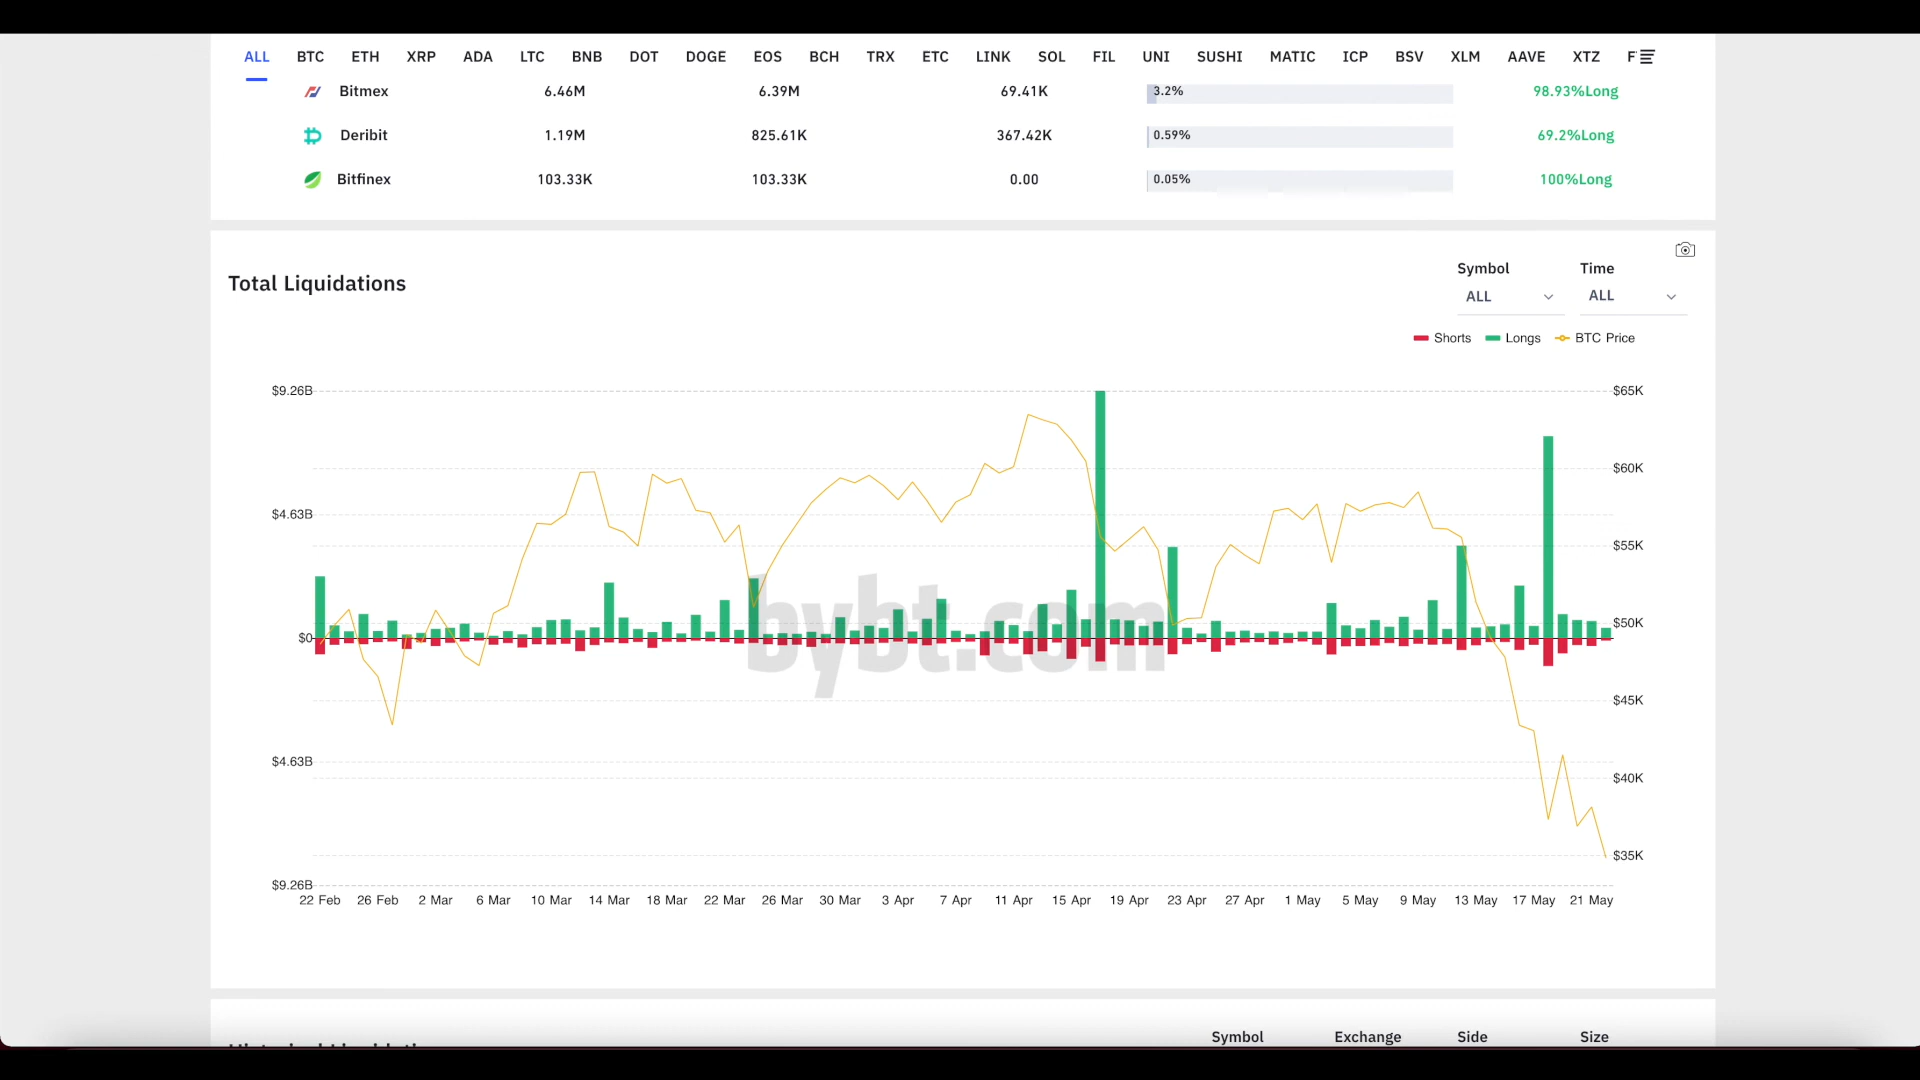 ALL BTC ETH XRP ADA LTC BNB DOT DOGE EOS BCH TRX ETC LINK SOL FIL UNI SUSHI MATIC ICP BSV XLM AAVE XTZ F
Bitmex 6.46M 6.39M 69.41K 3.2% 98.93%Long
Deribit 1.19M 825.61K 367.42K 0.59% 69.2%Long
Bitfinex 103.33K 103.33K 0.00 0.05% 100%Long
Total Liquidations
Symbol Time
ALL ALL
Shorts Longs BTC Price
$9.26B $65K
$60K
$4.63B
$55K
$50K
$0
bybt.com
$45K
$4.63B
$40K
$35K
$9.26B
22 Feb 26 Feb 2 Mar 6 Mar 10 Mar 14 Mar 18 Mar 22 Mar 26 Mar 30 Mar 3 Apr 7 Apr 11 Apr 15 Apr 19 Apr 23 Apr 27 Apr 1 May 5 May 9 May 13 May 17 May 21 May
Symbol Exchange Side Size